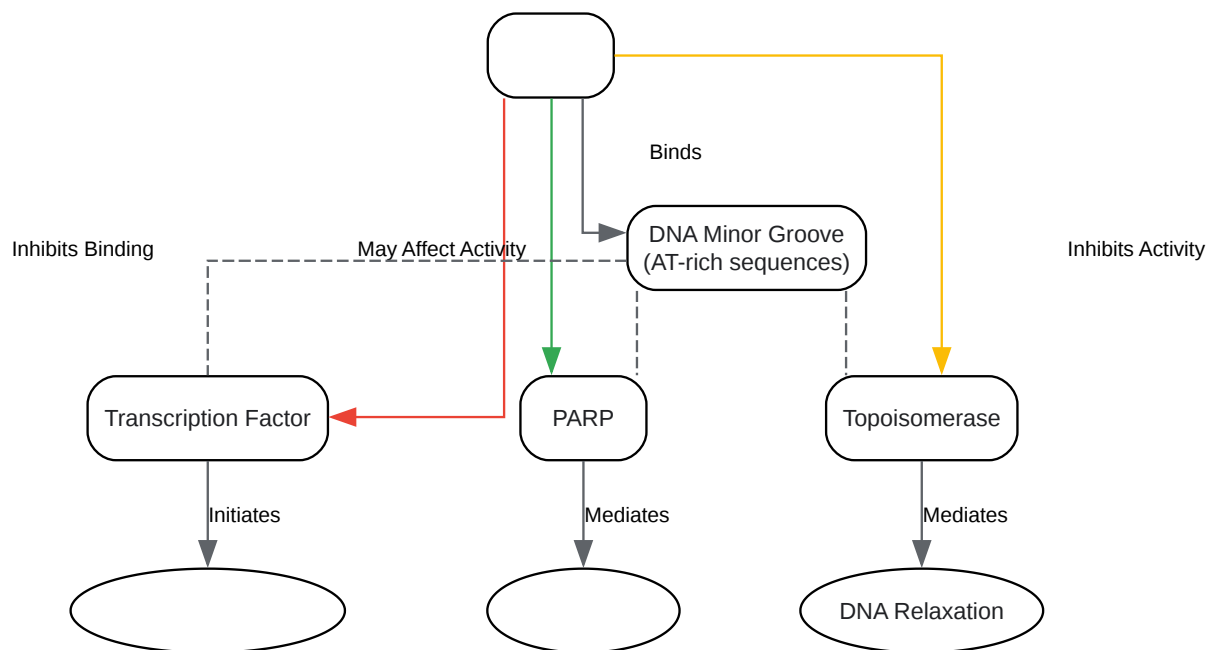 Binds
DNA Minor Groove
(AT-rich sequences)
Inhibits Binding
May Affect Activity
Inhibits Activity
Transcription Factor
PARP
Topoisomerase
Initiates
Mediates
Mediates
DNA Relaxation